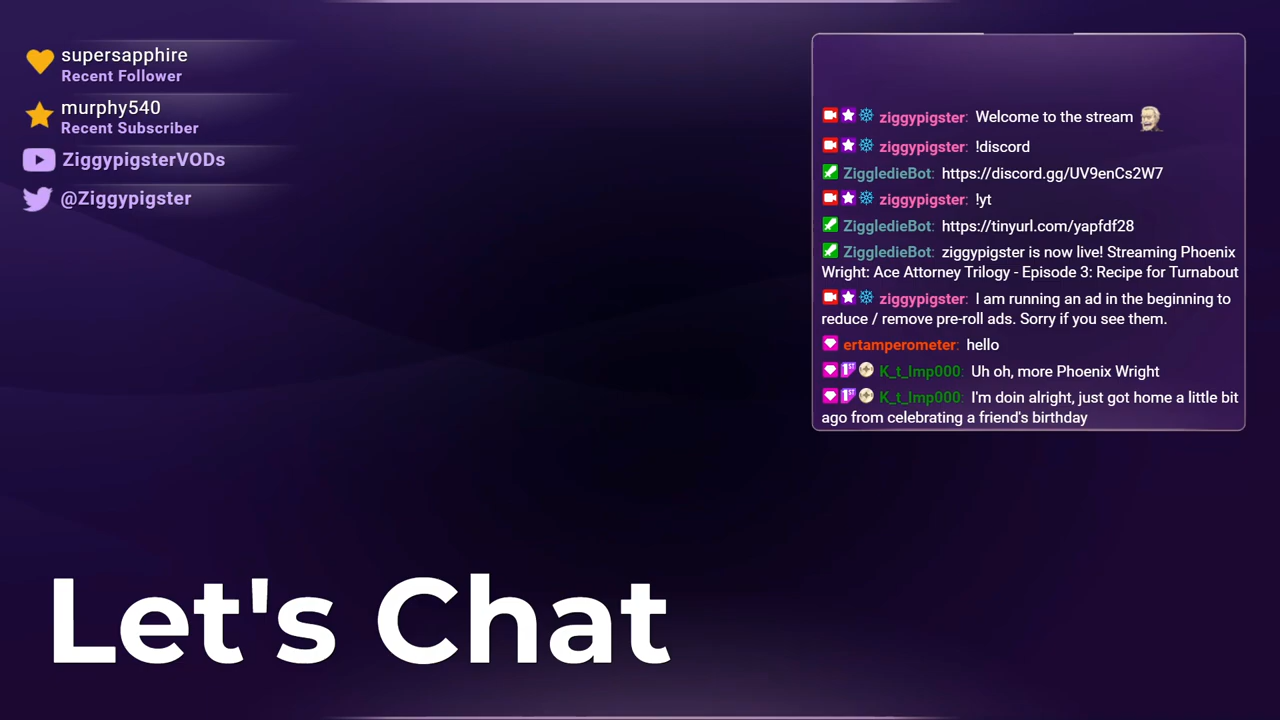 supersapphire
Recent Follower
murphy540
Recent Subscriber
ZiggypigsterVODs
@Ziggypigster
ziggypigster: Welcome to the stream
ziggypigster: !discord
ZiggledieBot: https://discord.gg/UV9enCs2W7
ziggypigster: !yt
ZiggledieBot: https://tinyurl.com/yapfdf28
ZiggledieBot: ziggypigster is now live! Streaming Phoenix
Wright: Ace Attorney Trilogy - Episode 3: Recipe for Turnabout
ziggypigster: I am running an ad in the beginning to
reduce / remove pre-roll ads. Sorry if you see them.
ertamperometer: hello
K_t_Imp000: Uh oh, more Phoenix Wright
K_t_Imp000: I'm doin alright, just got home a little bit
ago from celebrating a friend's birthday
Let's Chat